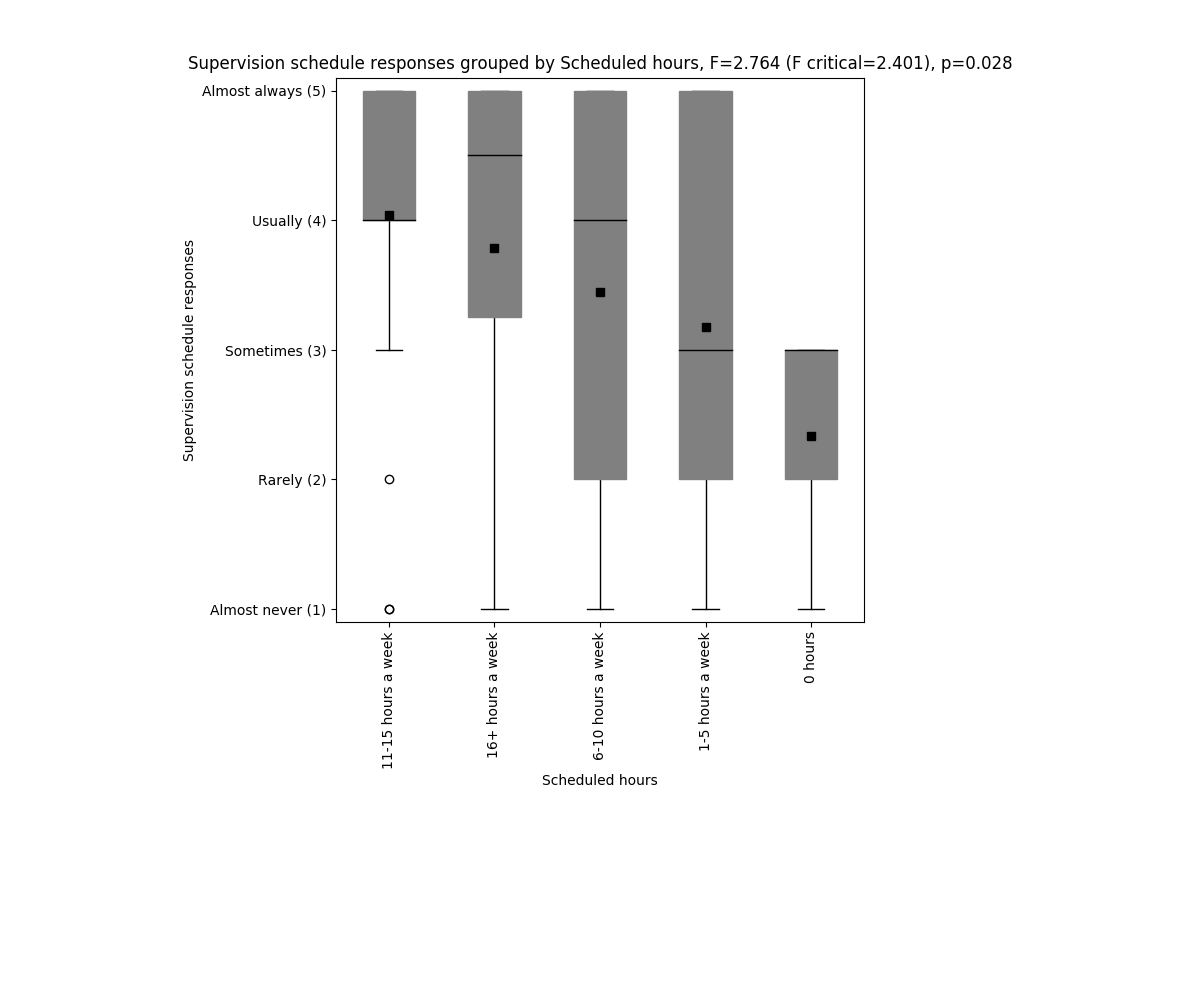 Supervision schedule responses grouped by Scheduled hours, F=2.764 (F critical=2.401), p=0.028
Almost always (5)
Usually (4)
Sometimes (3)
Rarely (2)
Almost never (1)
Supervision schedule responses
11-15 hours a week
16+ hours a week
6-10 hours a week
1-5 hours a week
0 hours
Scheduled hours